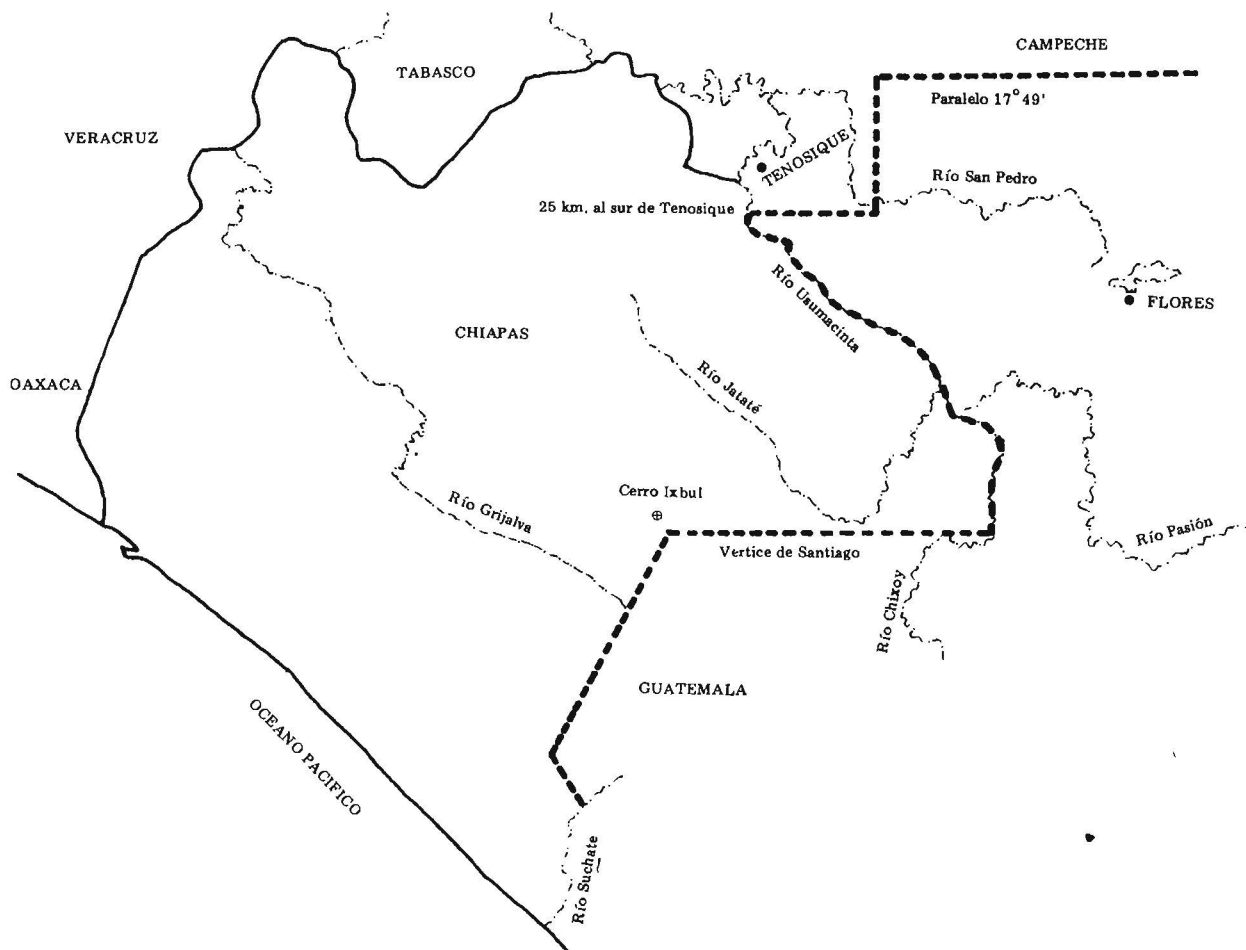 CAMPECHE
TABASCO
Paralelo 17°49'
VERACRUZ
TENOSIQUE
Río San Pedro
25 km, al sur de Tenosique
Río Usumacinta
FLORES
CHIAPAS
Río Jataté
OAXACA
Cerro Ixbul
Río Grijalva
Río Pasión
Vertice de Santiago
Río Chixoy
GUATEMALA
OCEANO PACIFICO
Río Suchate